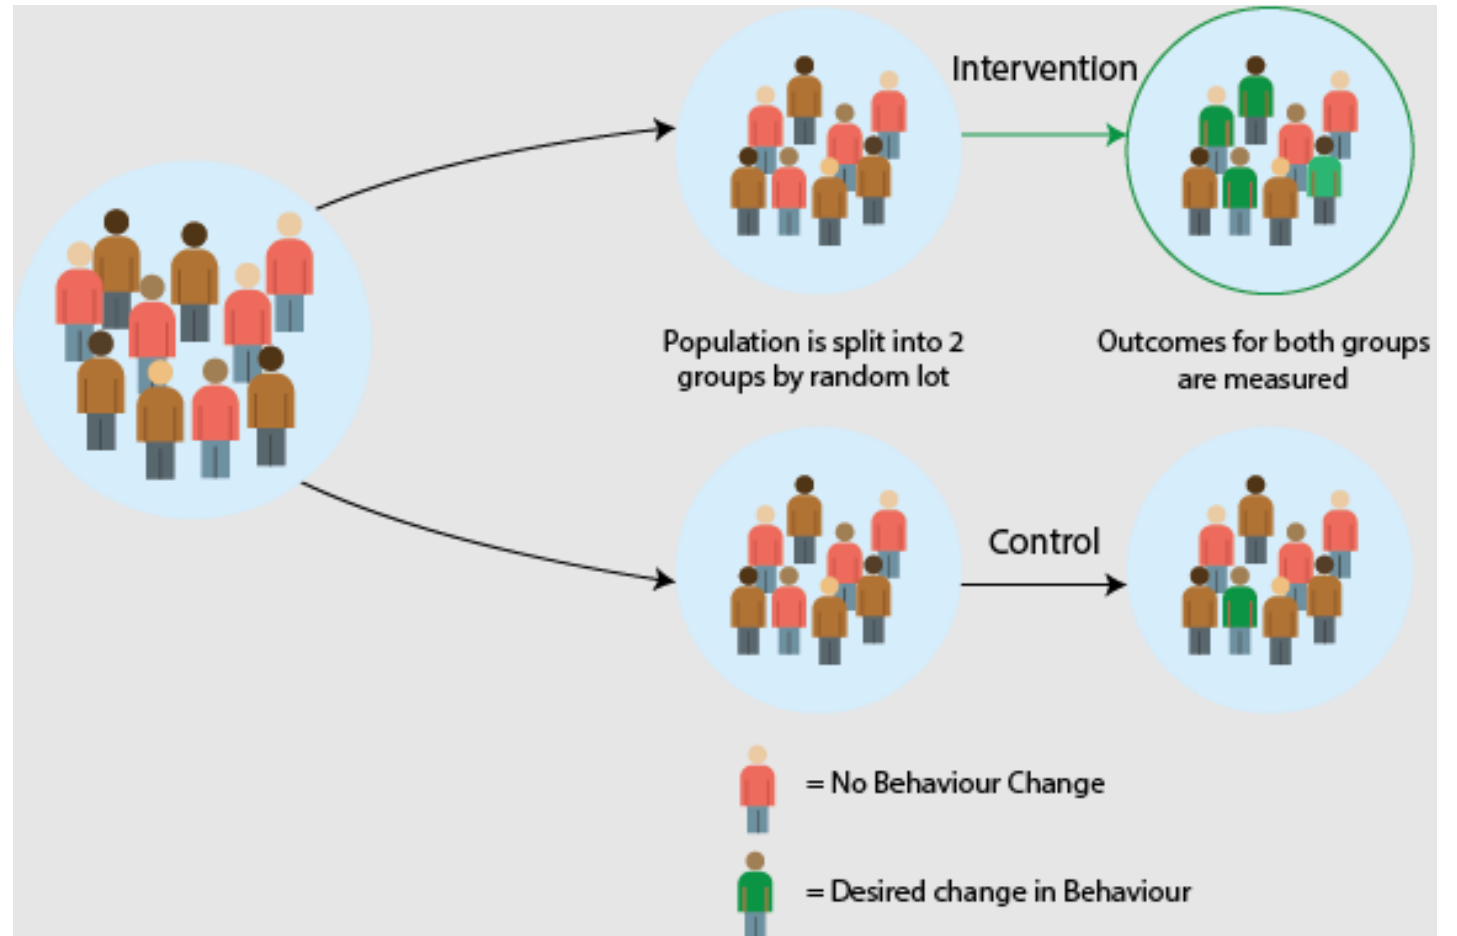 Intervention
Population is split into 2
groups by random lot
Outcomes for both groups
are measured
Control
= No Behaviour Change
= Desired change in Behaviour